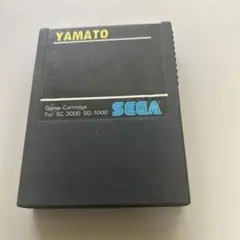 YAMATO
Game Cartridge
For SC-3000 SG-1000
SEGA